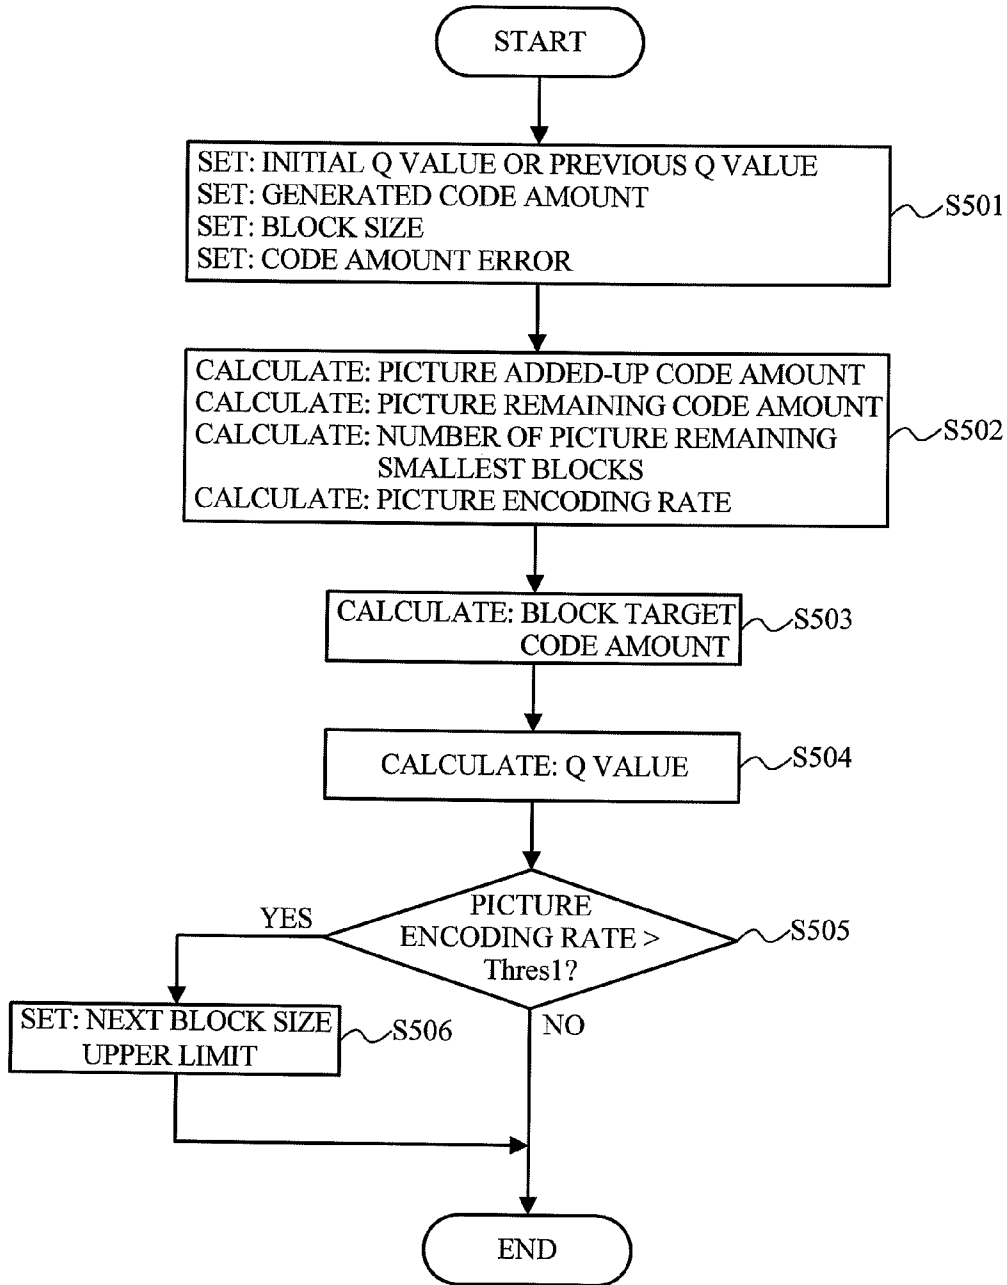 START
SET: INITIAL Q VALUE OR PREVIOUS Q VALUE
SET: GENERATED CODE AMOUNT
SET: BLOCK SIZE
SET: CODE AMOUNT ERROR
S501
CALCULATE: PICTURE ADDED-UP CODE AMOUNT
CALCULATE: PICTURE REMAINING CODE AMOUNT
CALCULATE: NUMBER OF PICTURE REMAINING
SMALLEST BLOCKS
CALCULATE: PICTURE ENCODING RATE
S502
CALCULATE: BLOCK TARGET
CODE AMOUNT
S503
CALCULATE: Q VALUE
S504
PICTURE
ENCODING RATE >
Thres1?
S505
YES
SET: NEXT BLOCK SIZE
UPPER LIMIT
S506
NO
END